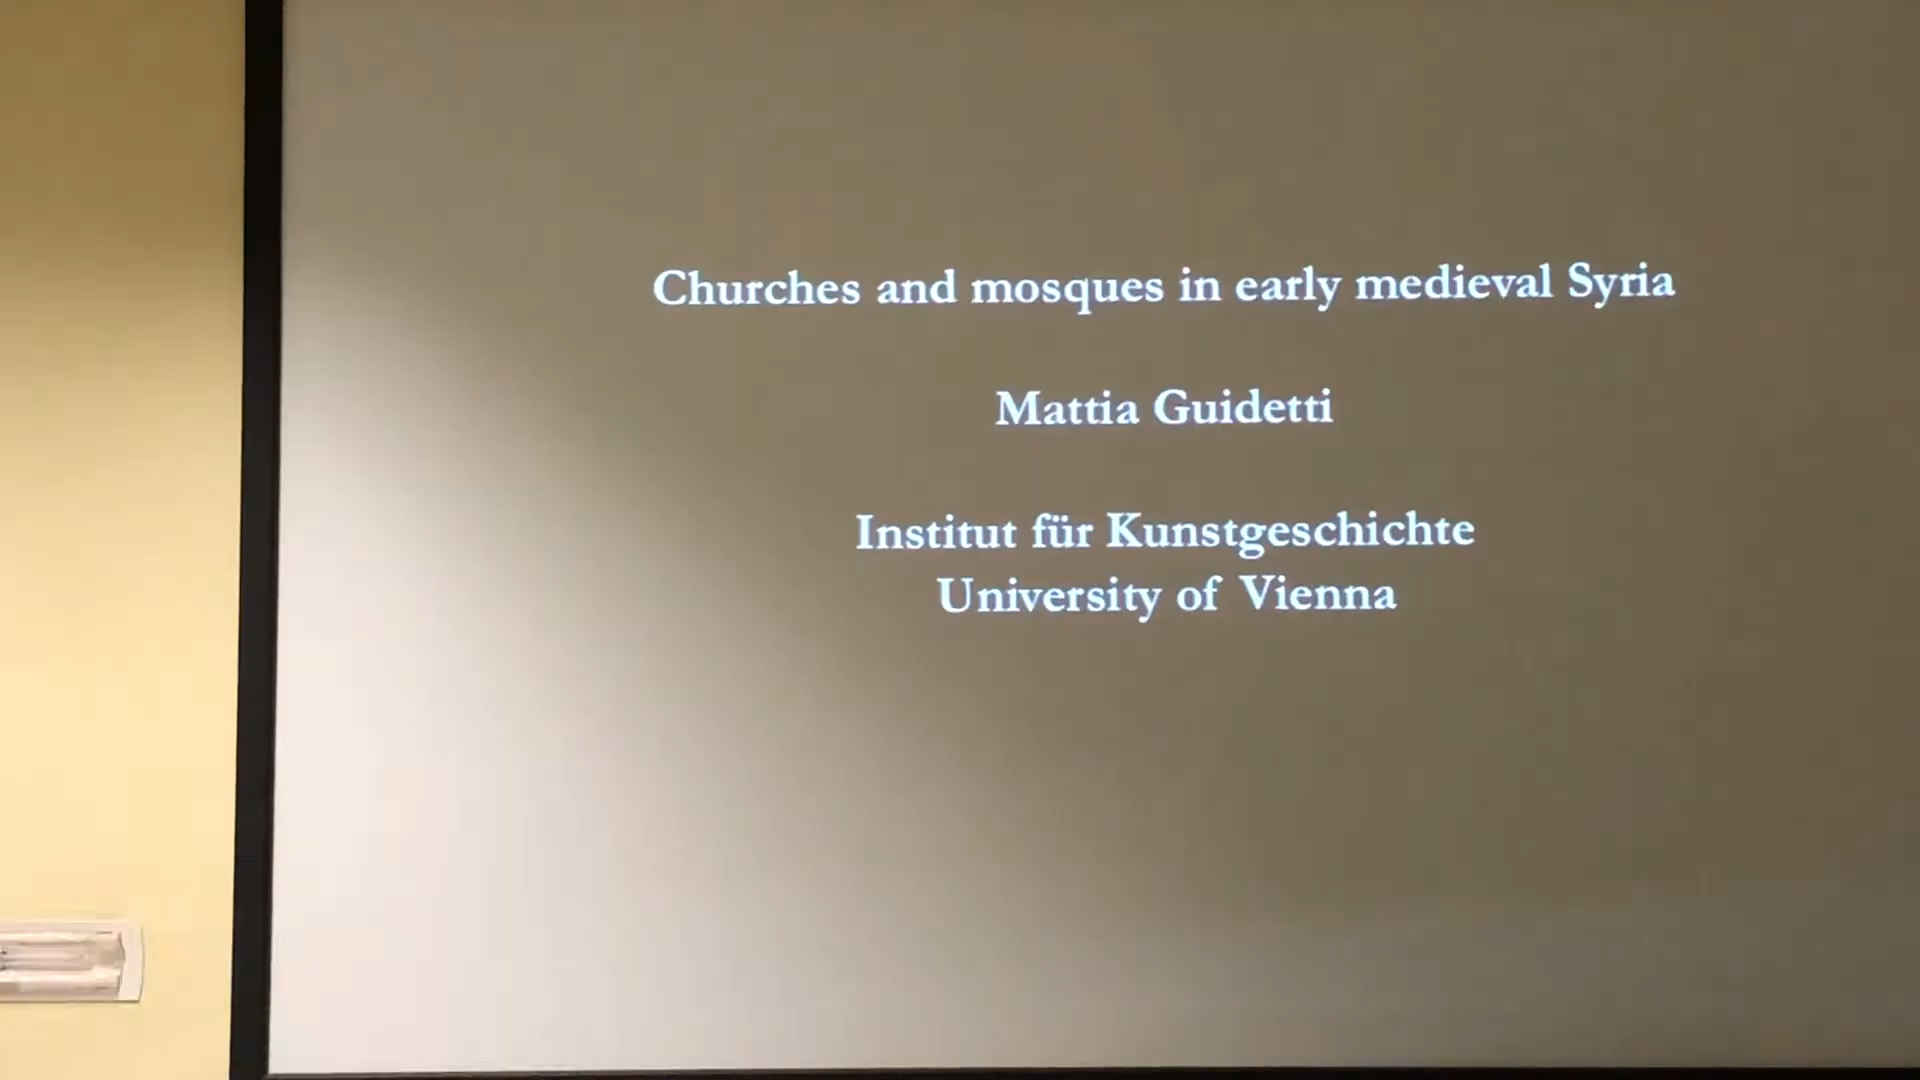 Churches and mosques in early medieval Syria
Mattia Guidetti
Institut für Kunstgeschichte
University of Vienna